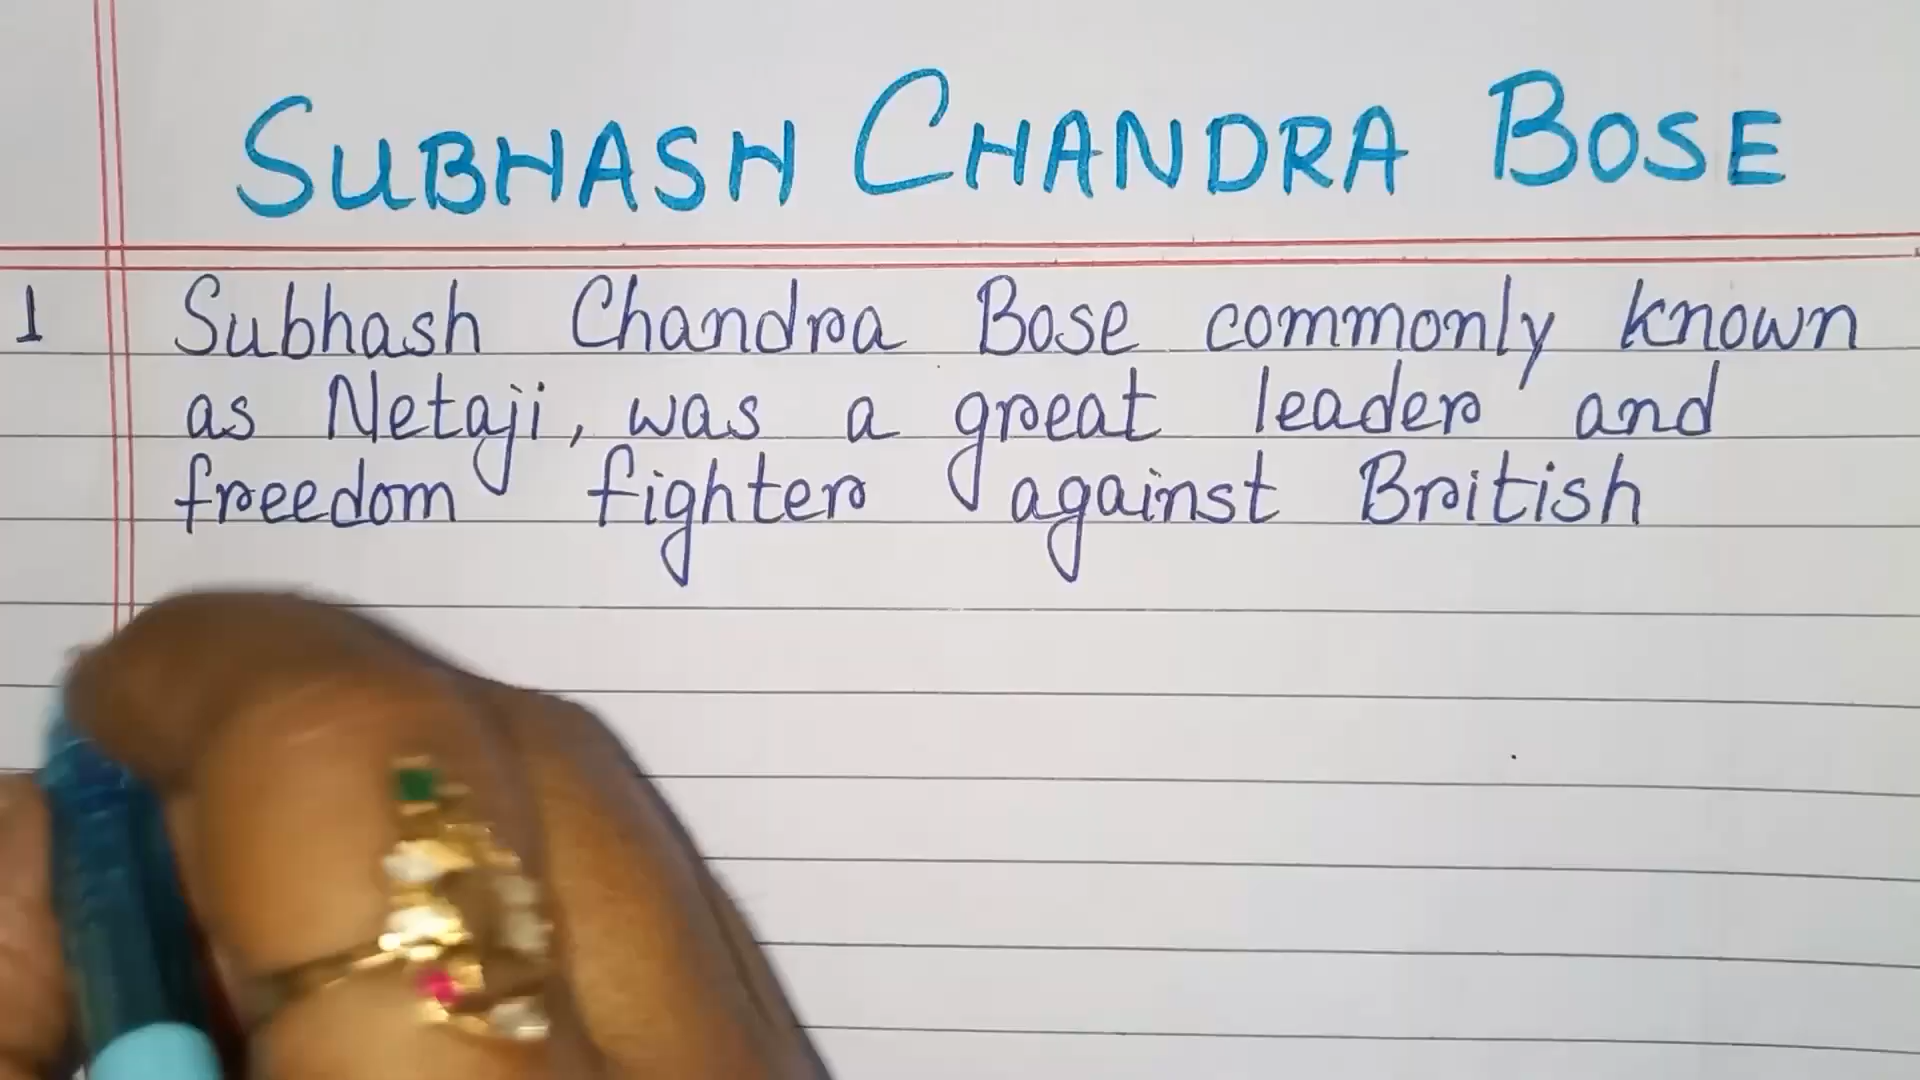 SUBHASH CHANDRA BOSE
1 Subhash Chandra Bose commonly known
as Netaji, was a great leader and
freedom fighter against British